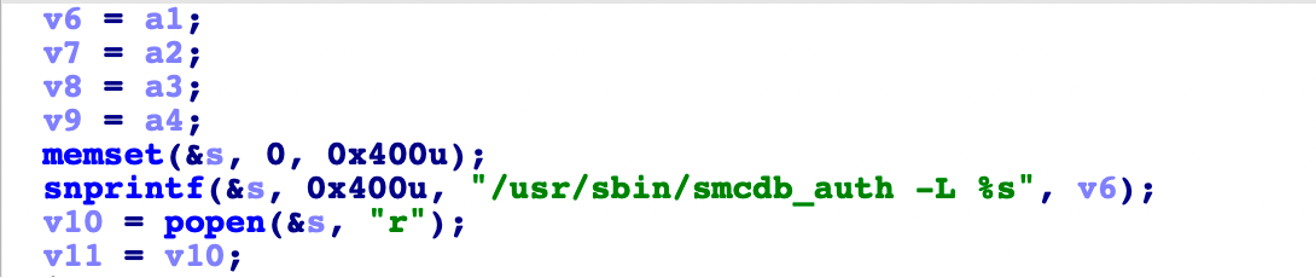 v6 = a1;
v7 = a2;
v8 = a3;
v9 = a4;
memset(&s, 0, 0x400u);
snprintf(&s, 0x400u, "/usr/sbin/smcdb_auth -L %s", v6);
v10 = popen(&s, "r");
v11 = v10;